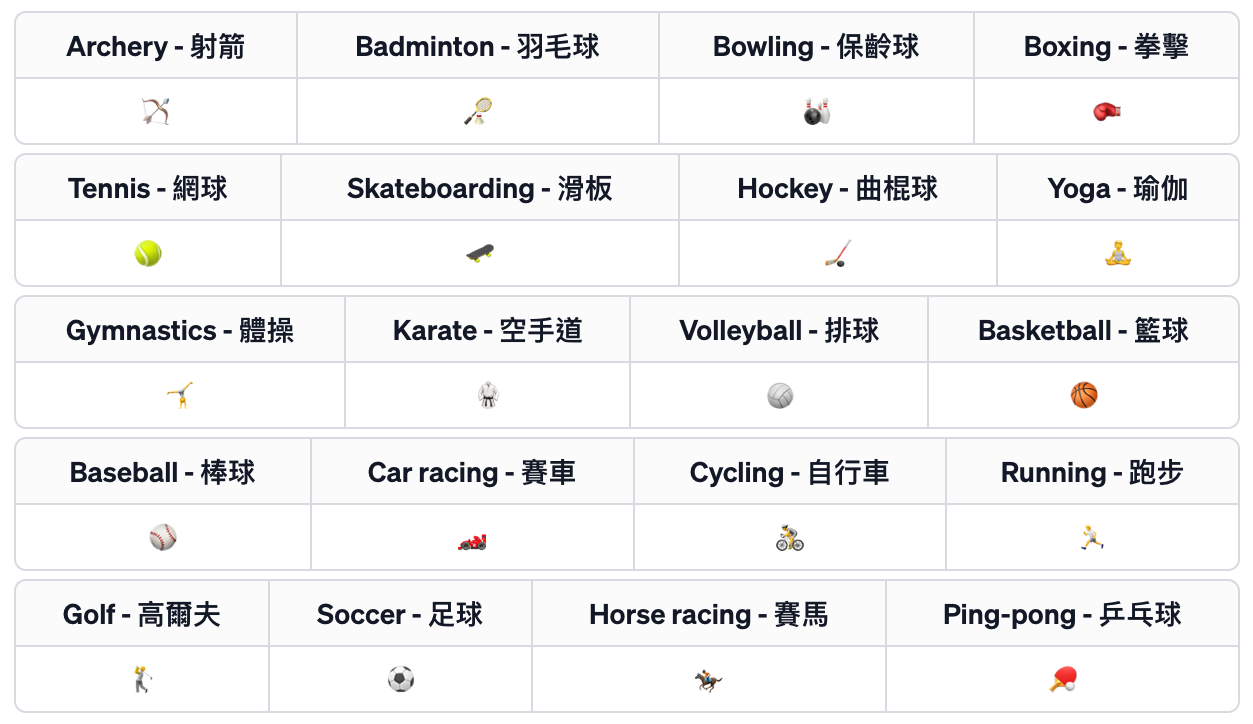 Archery - 射箭 Badminton - 羽毛球 Bowling - 保齡球 Boxing - 拳擊
Tennis - 網球 Skateboarding - 滑板 Hockey - 曲棍球 Yoga - 瑜伽
Gymnastics - 體操 Karate - 空手道 Volleyball - 排球 Basketball - 籃球
Baseball - 棒球 Car racing - 賽車 Cycling - 自行車 Running - 跑步
Golf - 高爾夫 Soccer - 足球 Horse racing - 賽馬 Ping-pong - 乒乓球